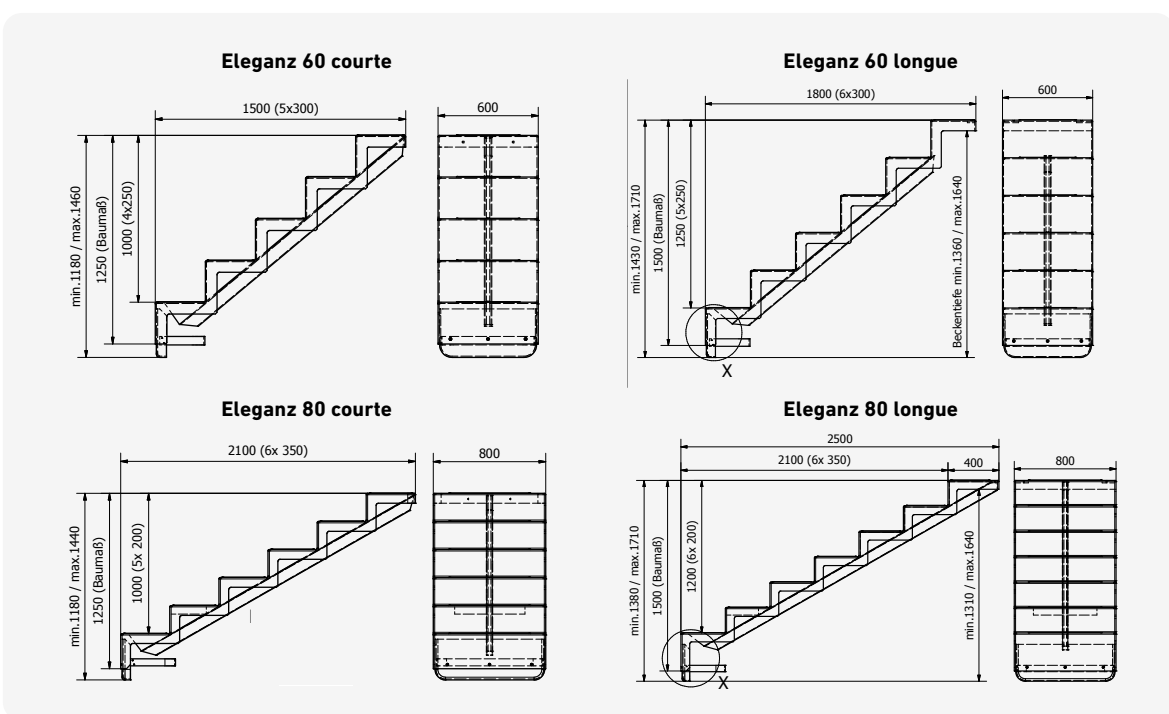 Eleganz 60 courte
1500 (5x300)
600
min.1180 / max.1460
1250 (Baumaß)
1000 (4x250)
Eleganz 60 longue
1800 (6x300)
600
min.1430 / max.1710
1500 (Baumaß)
1250 (5x250)
Beckentiefe min.1360 / max.1640
X
Eleganz 80 courte
2100 (6x 350)
800
min.1180 / max.1440
1250 (Baumaß)
1000 (5x 200)
Eleganz 80 longue
2500
2100 (6x 350)
400
800
min.1380 / max.1710
1500 (Baumaß)
1200 (6x 200)
min.1310 / max.1640
X